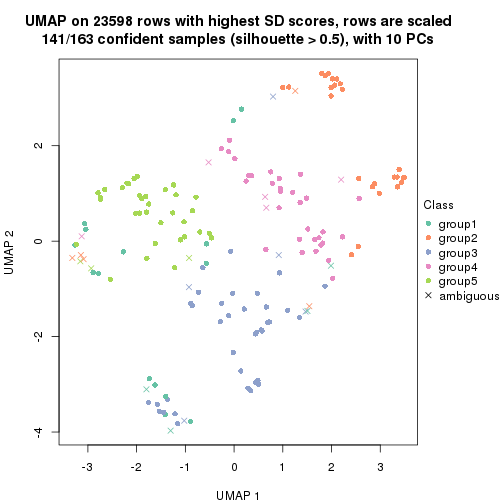 UMAP on 23598 rows with highest SD scores, rows are scaled
141/163 confident samples (silhouette > 0.5), with 10 PCs
UMAP 2
2
0
-2
-4
-3
-2
-1
0
1
2
3
UMAP 1
Class
group1
group2
group3
group4
group5
ambiguous